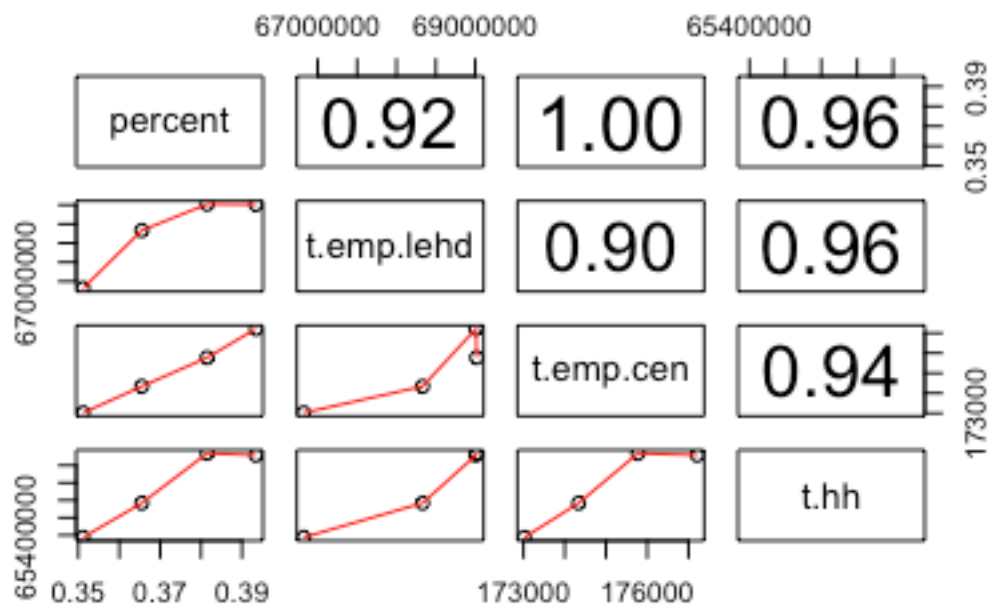 67000000 69000000 65400000
percent 0.92 1.00 0.96 0.35 0.39
67000000 t.emp.lehd 0.90 0.96
t.emp.cen 0.94 173000
65400000 t.hh
0.35 0.37 0.39 173000 176000